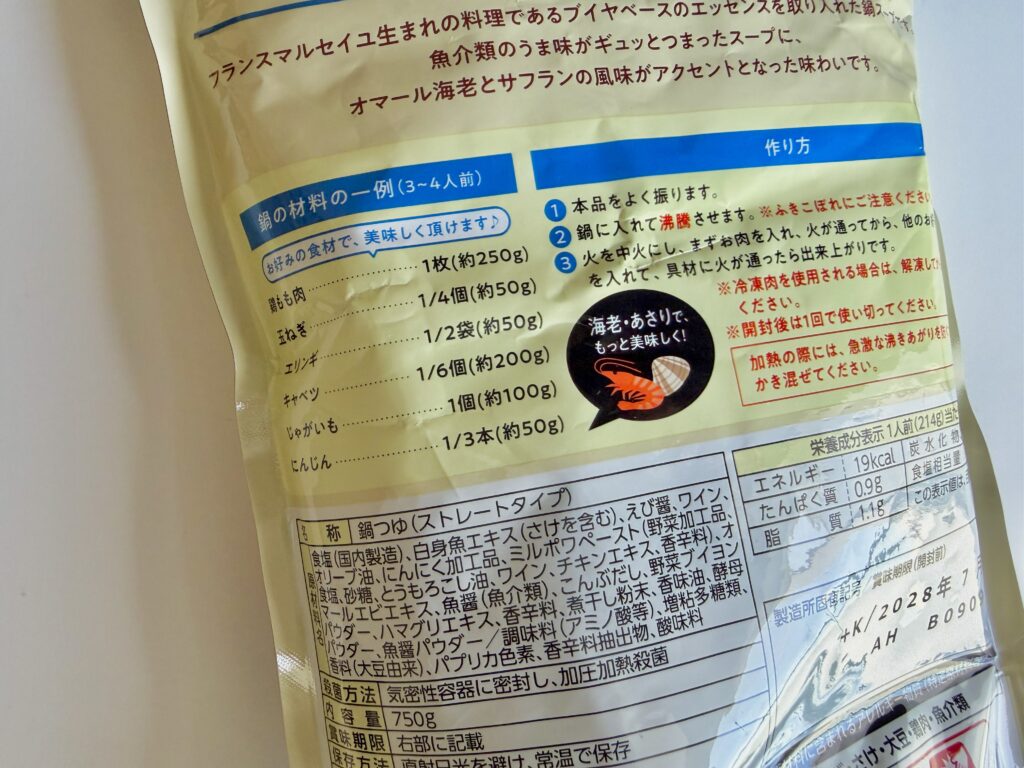 フランスマルセイユ生まれの料理であるブイヤベースのエッセンスを取り入れた鍋スープです。
魚介類のうま味がギュッとつまったスープに、
オマール海老とサフランの風味がアクセントとなった味わいです。
鍋の材料の一例(3~4人前)
お好みの食材で、美味しく頂けます♪
鶏もも肉 1枚(約250g)
玉ねぎ 1/4個(約50g)
エリンギ 1/2袋(約50g)
キャベツ 1/6個(約200g)
じゃがいも 1個(約100g)
にんじん 1/3本(約50g)
作り方
1 本品をよく振ります。
2 鍋に入れて沸騰させます。※ふきこぼれにご注意くださ
3 火を中火にし、まずお肉を入れ、火が通ってから、他の
を入れて、具材に火が通ったら出来上がりです。
※冷凍肉を使用される場合は、解凍して
ください。
※開封後は1回で使い切ってください。
加熱の際には、急激な沸きあがりを
かき混ぜてください。
海老・あさりで、
もっと美味しく!
名 称 鍋つゆ(ストレートタイプ)
原材料名
食塩(国内製造)、白身魚エキス(さけを含む)、えび醤、ワイン、
オリーブ油、にんにく加工品、ミルポワペースト(野菜加工品、
食塩、砂糖、とうもろこし油、ワイン、チキンエキス、香辛料)、オ
マールエビエキス、魚醤(魚介類)、こんぶだし、野菜ブイヨン
パウダー、ハマグリエキス、香辛料、煮干し粉末、香味油、酵母
パウダー、魚醤パウダー/調味料(アミノ酸等)、増粘多糖類、
香料(大豆由来)、パプリカ色素、香辛料抽出物、酸味料
殺菌方法 気密性容器に密封し、加圧加熱殺菌
内 容 量 750g
賞味期限 右部に記載
保存方法 直射日光を避け、常温で保存
栄養成分表示 1人前(214g)当た
エネルギー 19kcal 炭水化物
たんぱく質 0.9g 食塩相当量
脂 質 1.1g この表示値は、
賞味期限(開封前)
製造所固有記号
+K/2028年 7
AH B090
さけ・大豆・鶏肉・魚介類